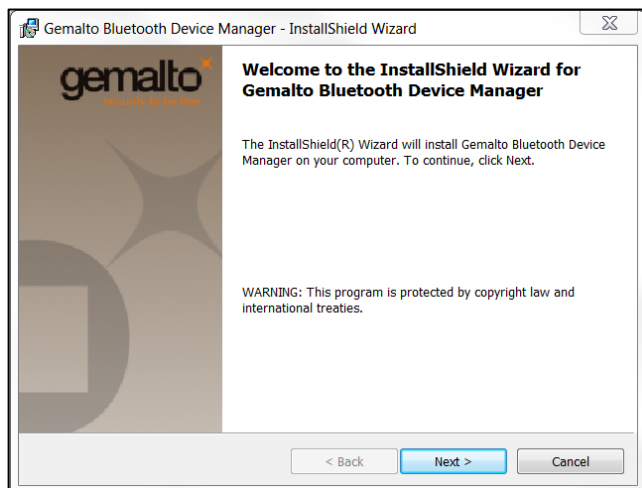 Gemalto Bluetooth Device Manager - InstallShield Wizard
gemalto
security to be free
Welcome to the InstallShield Wizard for
Gemalto Bluetooth Device Manager
The InstallShield(R) Wizard will install Gemalto Bluetooth Device
Manager on your computer. To continue, click Next.
WARNING: This program is protected by copyright law and
international treaties.
< Back
Next >
Cancel